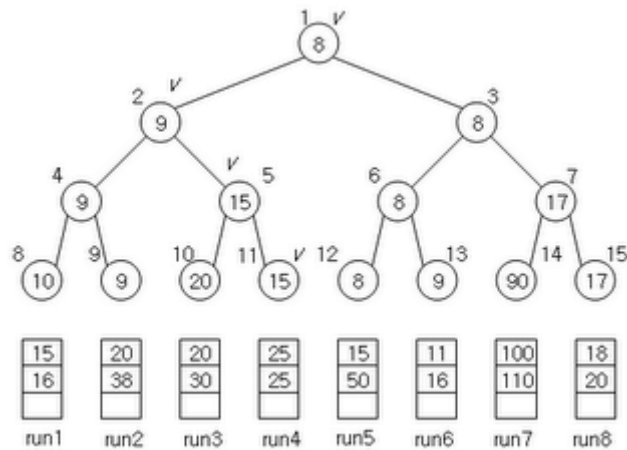 1 v
8
2 v 3
9 8
4 v 5 6 7
9 15 8 17
8 9 10 11 v 12 13 14 15
10 9 20 15 8 9 90 17
15 20 20 25 15 11 100 18
16 38 30 25 50 16 110 20
run1 run2 run3 run4 run5 run6 run7 run8